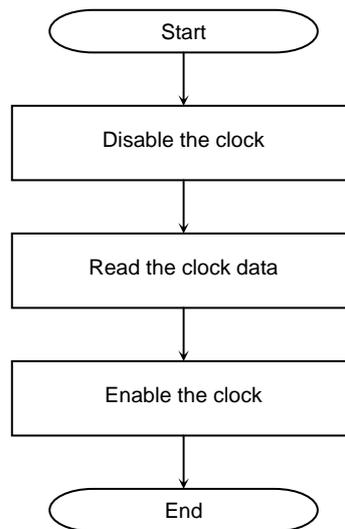 Start
Disable the clock
Read the clock data
Enable the clock
End